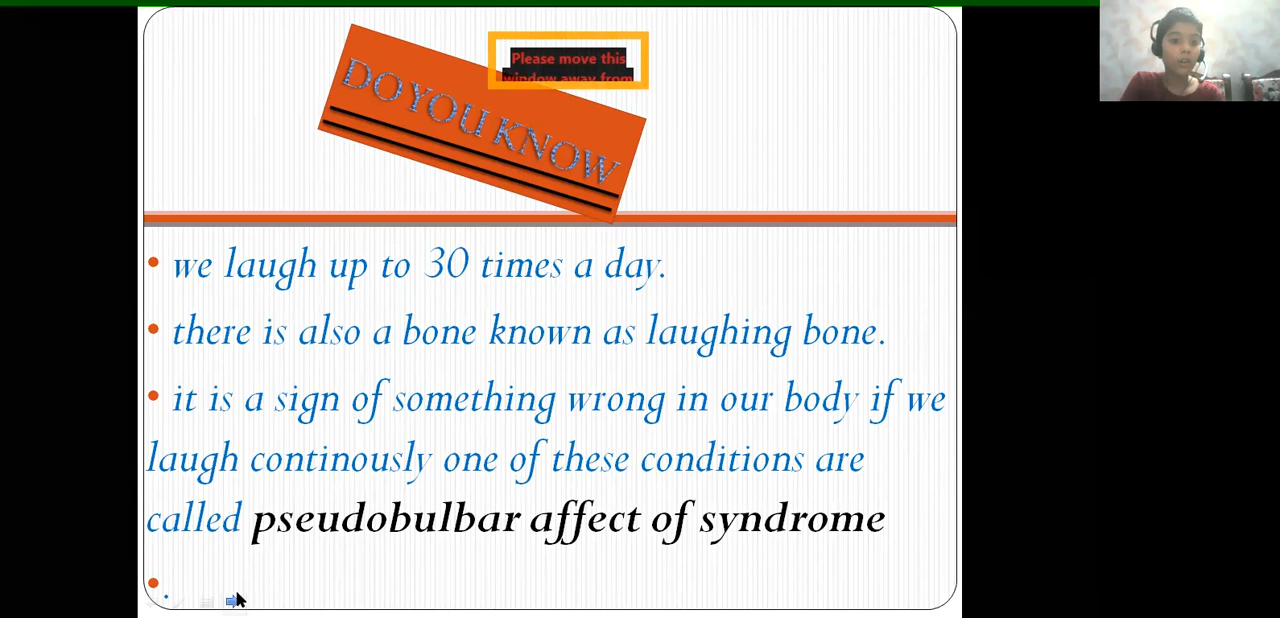 Please move this
window away from
DO YOU KNOW
• we laugh up to 30 times a day.
• there is also a bone known as laughing bone.
• it is a sign of something wrong in our body if we
laugh continously one of these conditions are
called pseudobulbar affect of syndrome
• .